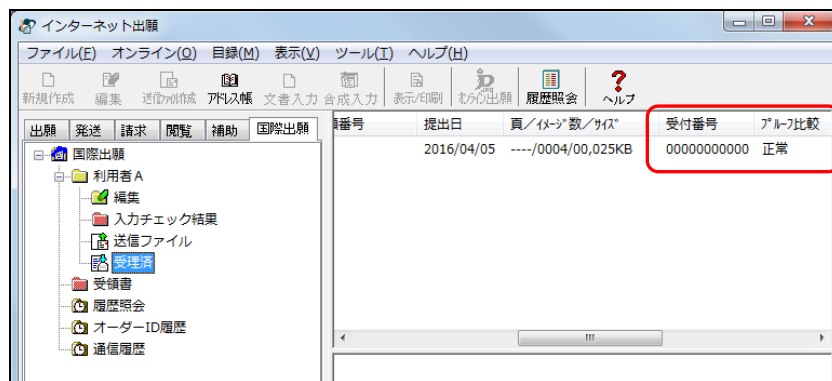 インターネット出願
ファイル(F) オンライン(O) 目録(M) 表示(V) ツール(T) ヘルプ(H)
新規作成 編集 送信ファイル作成 アドレス帳 文書入力 合成入力 表示/印刷 オンライン出願 履歴照会 ヘルプ
出願 発送 請求 閲覧 補助 国際出願
番号 提出日 頁/イメージ数/サイズ 受付番号 プルーフ比較
2016/04/05 ----/0004/00,025KB 00000000000 正常
国際出願
利用者A
編集
入力チェック結果
送信ファイル
受理済
受領書
履歴照会
オーダーID履歴
通信履歴